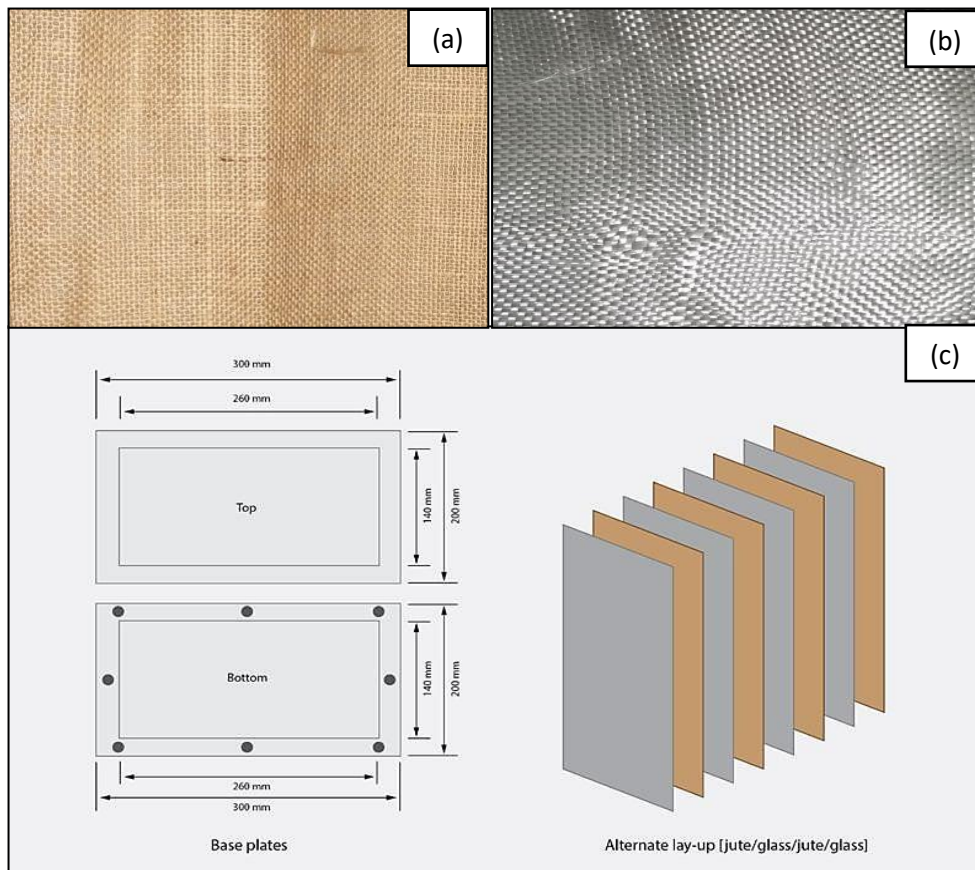 (a)
(b)
(c)
300 mm
260 mm
Top
140 mm
200 mm
Bottom
140 mm
200 mm
260 mm
300 mm
Base plates
Alternate lay-up [jute/glass/jute/glass]